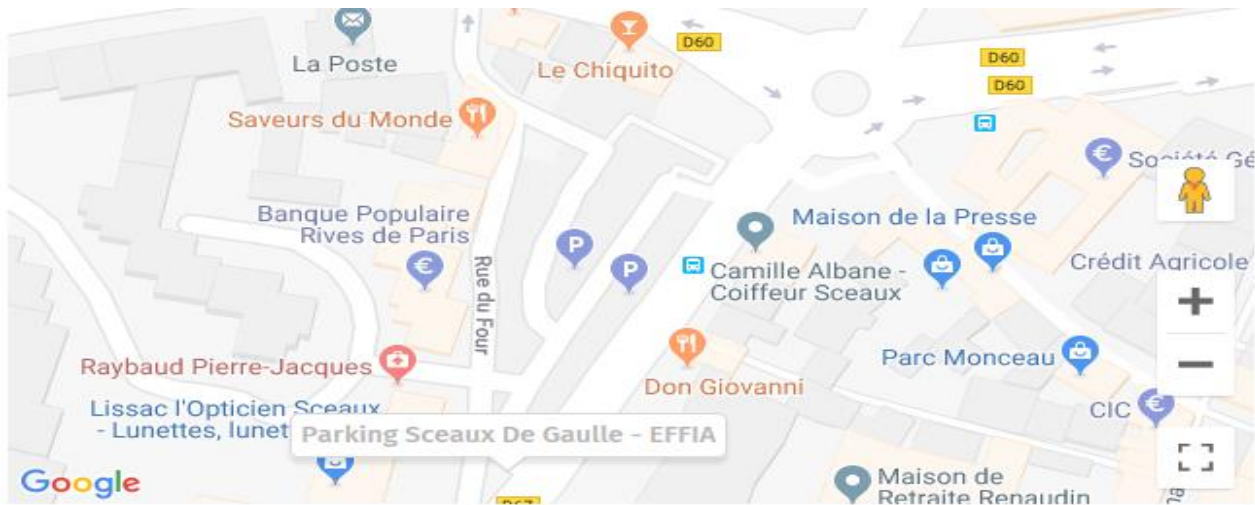 La Poste
Le Chiquito
D60
D60
D60
Saveurs du Monde
Société Gé
Banque Populaire
Rives de Paris
P
P
Maison de la Presse
Camille Albane -
Coiffeur Sceaux
Crédit Agricole
Rue du Four
Raybaud Pierre-Jacques
Don Giovanni
Parc Monceau
CIC
Lissac l'Opticien Sceaux
- Lunettes, lunet
Parking Sceaux De Gaulle - EFFIA
Maison de
Retraite Renaudin
Google
D67